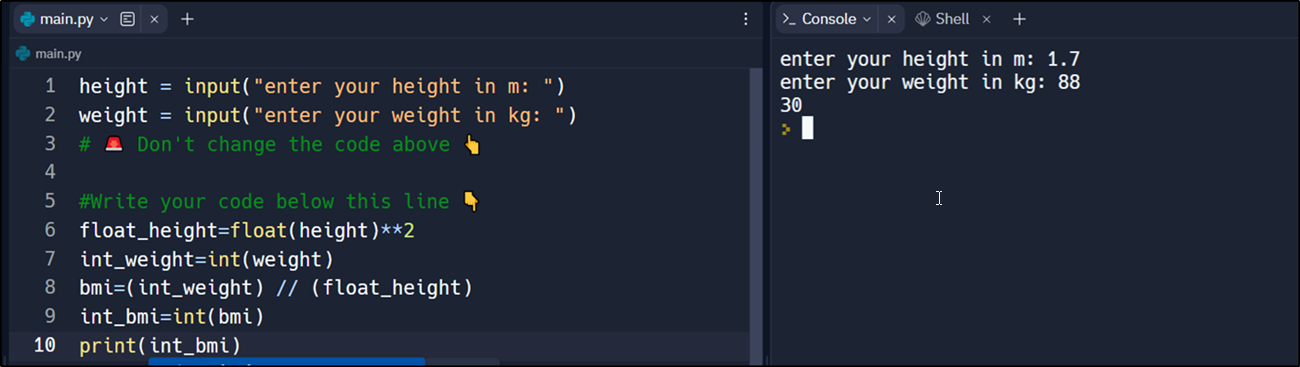 main.py
main.py
1 height = input("enter your height in m: ")
2 weight = input("enter your weight in kg: ")
3 # 🚨 Don't change the code above 👆
4
5 #Write your code below this line 👇
6 float_height=float(height)**2
7 int_weight=int(weight)
8 bmi=(int_weight) // (float_height)
9 int_bmi=int(bmi)
10 print(int_bmi)
>_ Console
Shell
enter your height in m: 1.7
enter your weight in kg: 88
30
>